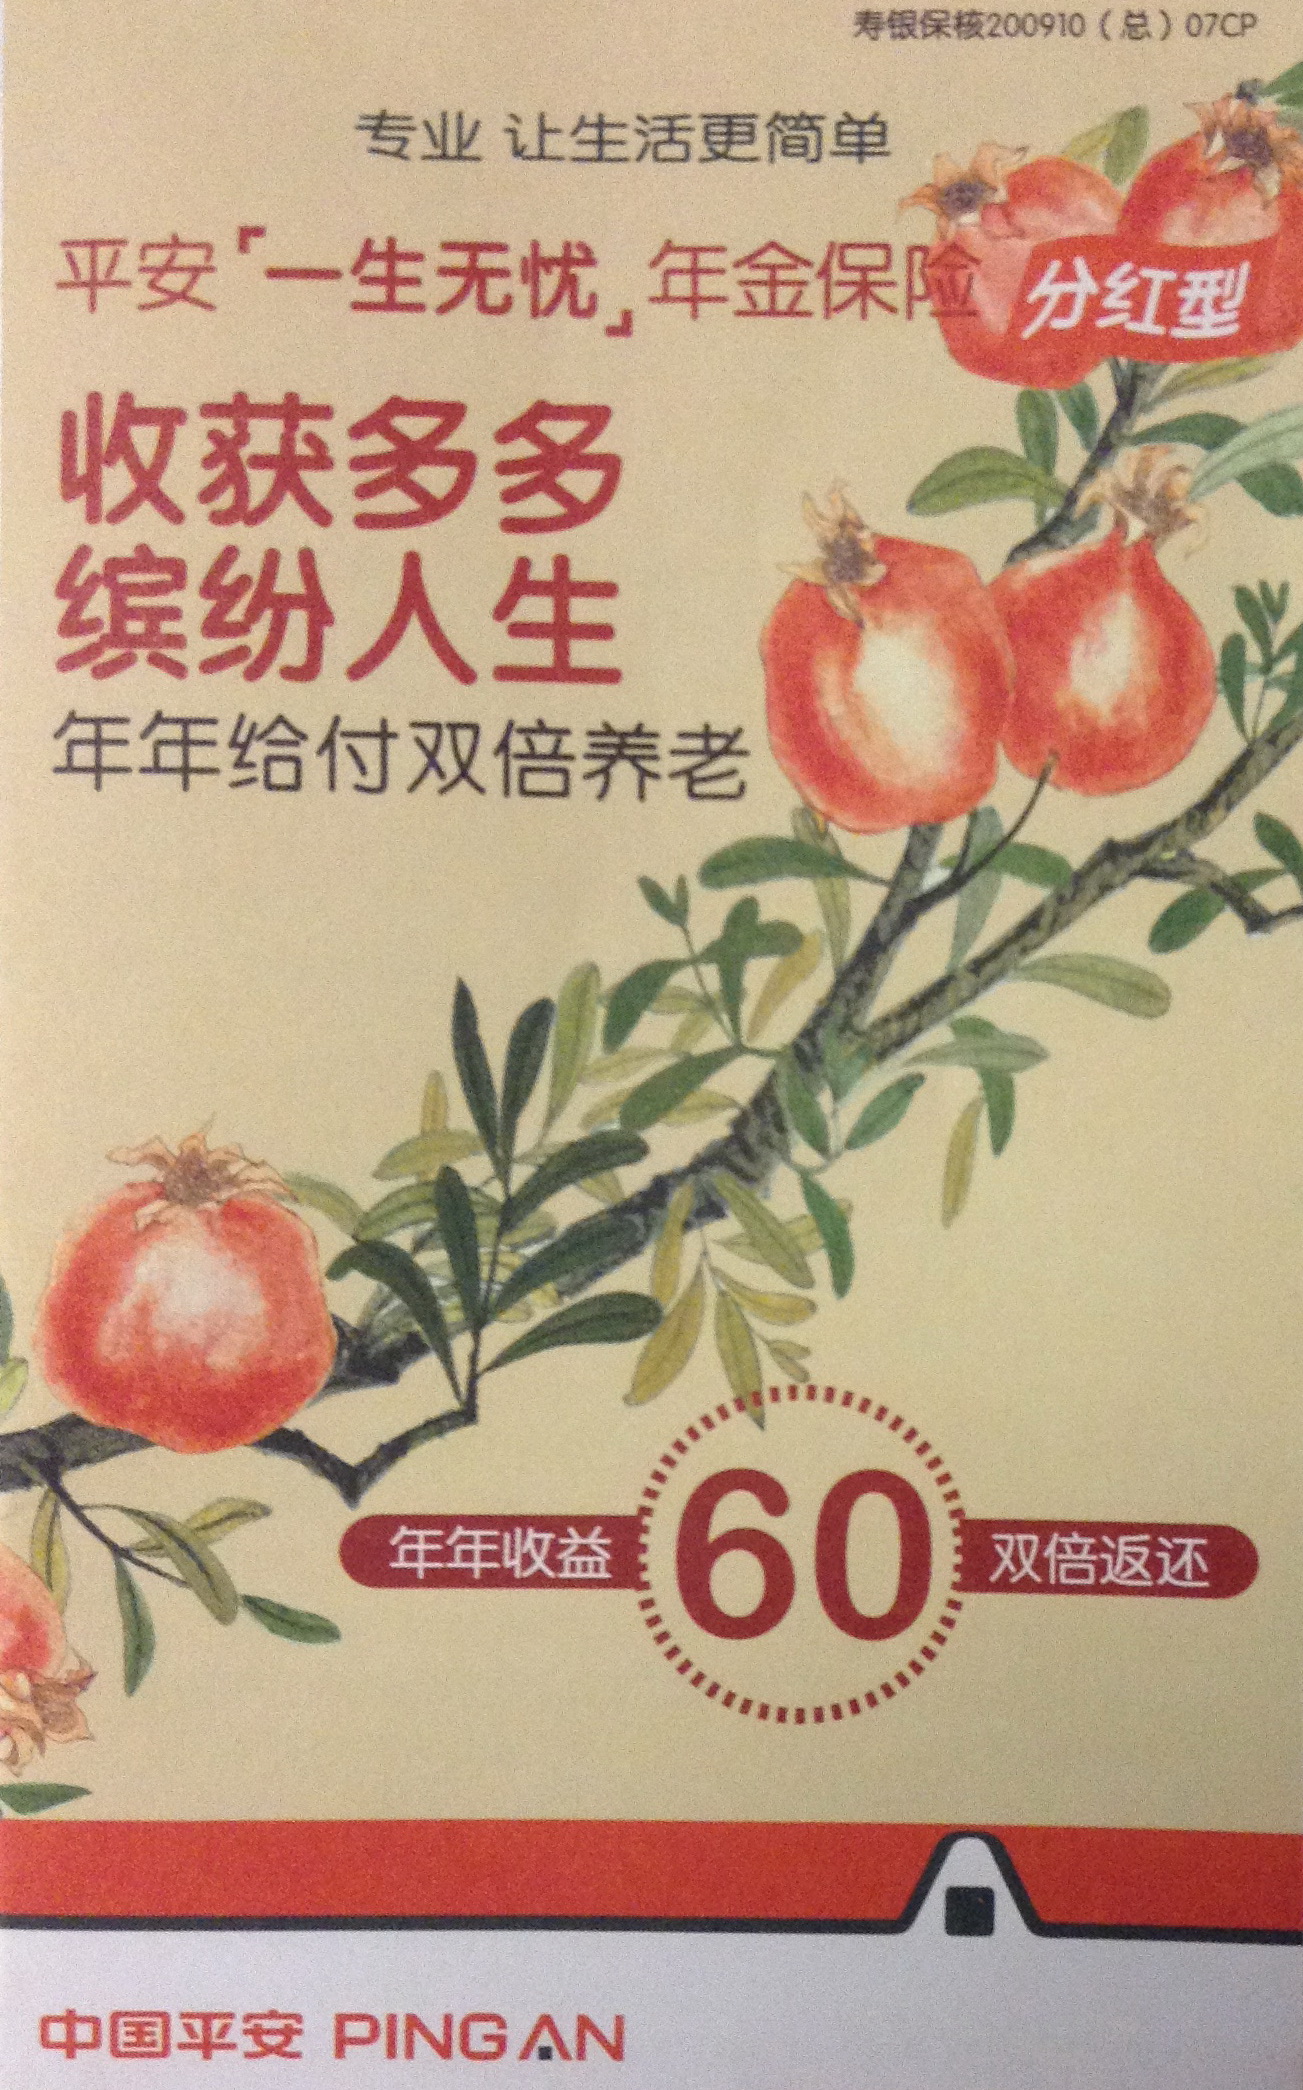 寿银保核200910（总）07CP
专业 让生活更简单
平安「一生无忧」年金保险 分红型
收获多多
缤纷人生
年年给付双倍养老
年年收益 60 双倍返还
中国平安 PINGAN